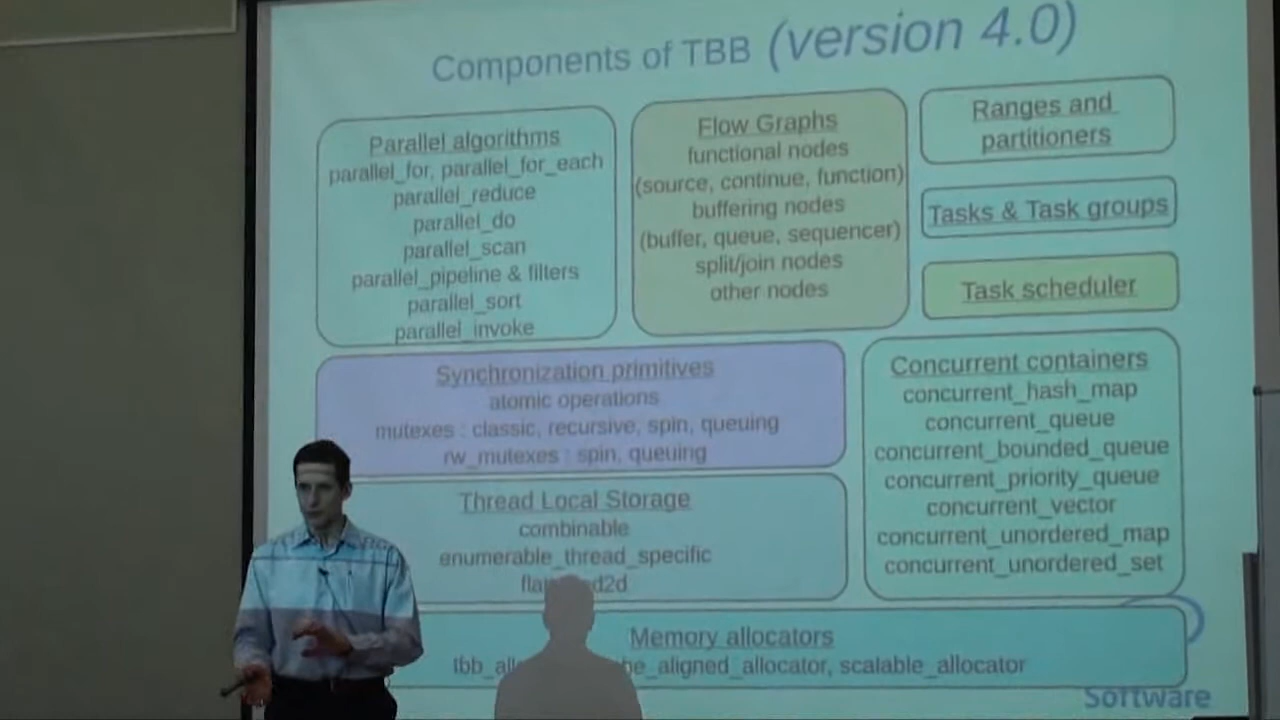 Components of TBB (version 4.0)
Parallel algorithms
parallel_for, parallel_for_each
parallel_reduce
parallel_do
parallel_scan
parallel_pipeline & filters
parallel_sort
parallel_invoke
Flow Graphs
functional nodes
(source, continue, function)
buffering nodes
(buffer, queue, sequencer)
split/join nodes
other nodes
Ranges and
partitioners
Tasks & Task groups
Task scheduler
Synchronization primitives
atomic operations
mutexes : classic, recursive, spin, queuing
rw_mutexes : spin, queuing
Concurrent containers
concurrent_hash_map
concurrent_queue
concurrent_bounded_queue
concurrent_priority_queue
concurrent_vector
concurrent_unordered_map
concurrent_unordered_set
Thread Local Storage
combinable
enumerable_thread_specific
Memory allocators
scalable_allocator
Software